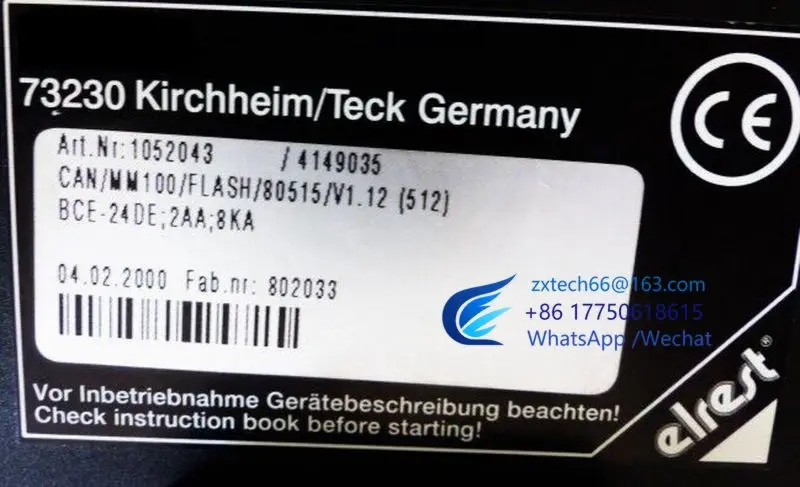 73230 Kirchheim/Teck Germany
CE
Art.Nr:1052043 /4149035
CAN/MM100/FLASH/80515/V1.12 (512)
BCE-24DE;2AA;8KA
04.02.2000 Fab.nr: 802033
zxtech66@163.com
+86 17750618615
WhatsApp /Wechat
Vor Inbetriebnahme Gerätebeschreibung beachten!
Check instruction book before starting!
elrest®